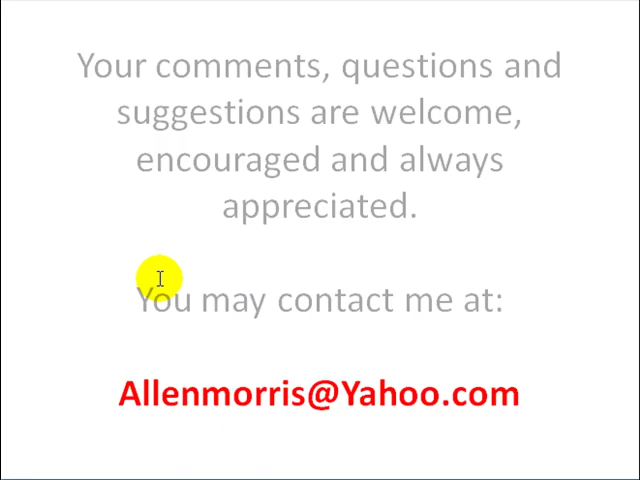 Your comments, questions and
suggestions are welcome,
encouraged and always
appreciated.
You may contact me at:
Allenmorris@Yahoo.com